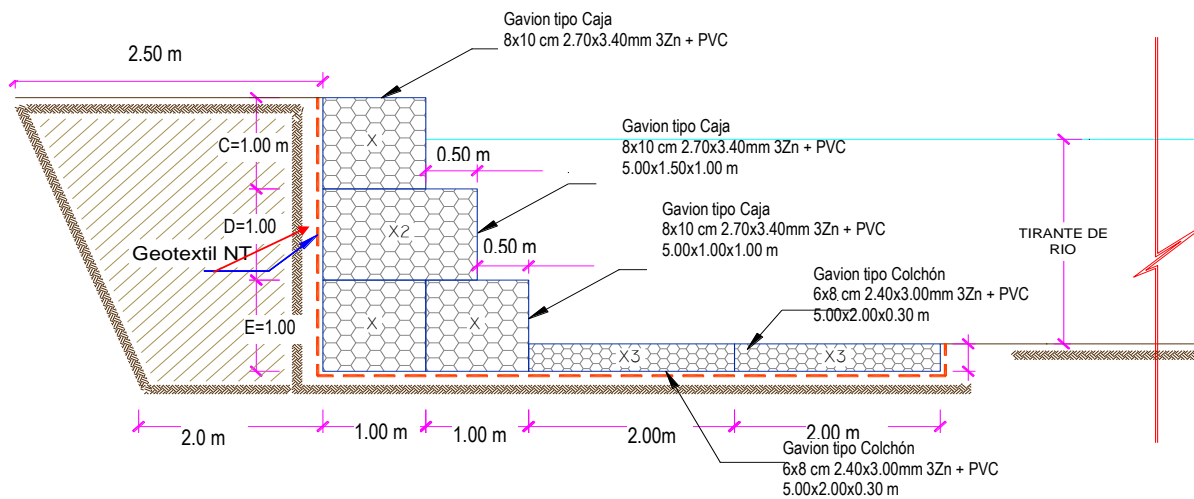 Gavion tipo Caja
8x10 cm 2.70x3.40mm 3Zn + PVC
2.50 m
Gavion tipo Caja
8x10 cm 2.70x3.40mm 3Zn + PVC
5.00x1.50x1.00 m
C=1.00 m
X
0.50 m
Gavion tipo Caja
8x10 cm 2.70x3.40mm 3Zn + PVC
5.00x1.00x1.00 m
D=1.00
X2
0.50 m
TIRANTE DE
RIO
Geotextil NT
Gavion tipo Colchón
6x8 cm 2.40x3.00mm 3Zn + PVC
5.00x2.00x0.30 m
E=1.00
X
X
X3
X3
2.0 m
1.00 m
1.00 m
2.00m
2.00 m
Gavion tipo Colchón
6x8 cm 2.40x3.00mm 3Zn + PVC
5.00x2.00x0.30 m